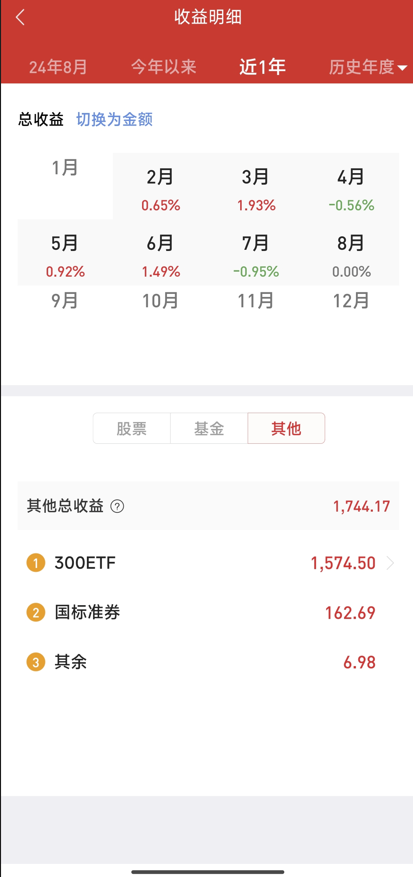 收益明细
24年8月 今年以来 近1年 历史年度
总收益 切换为金额
1月 2月 3月 4月
0.65% 1.93% -0.56%
5月 6月 7月 8月
0.92% 1.49% -0.95% 0.00%
9月 10月 11月 12月
股票 基金 其他
其他总收益 ? 1,744.17
1 300ETF 1,574.50
2 国标准券 162.69
3 其余 6.98